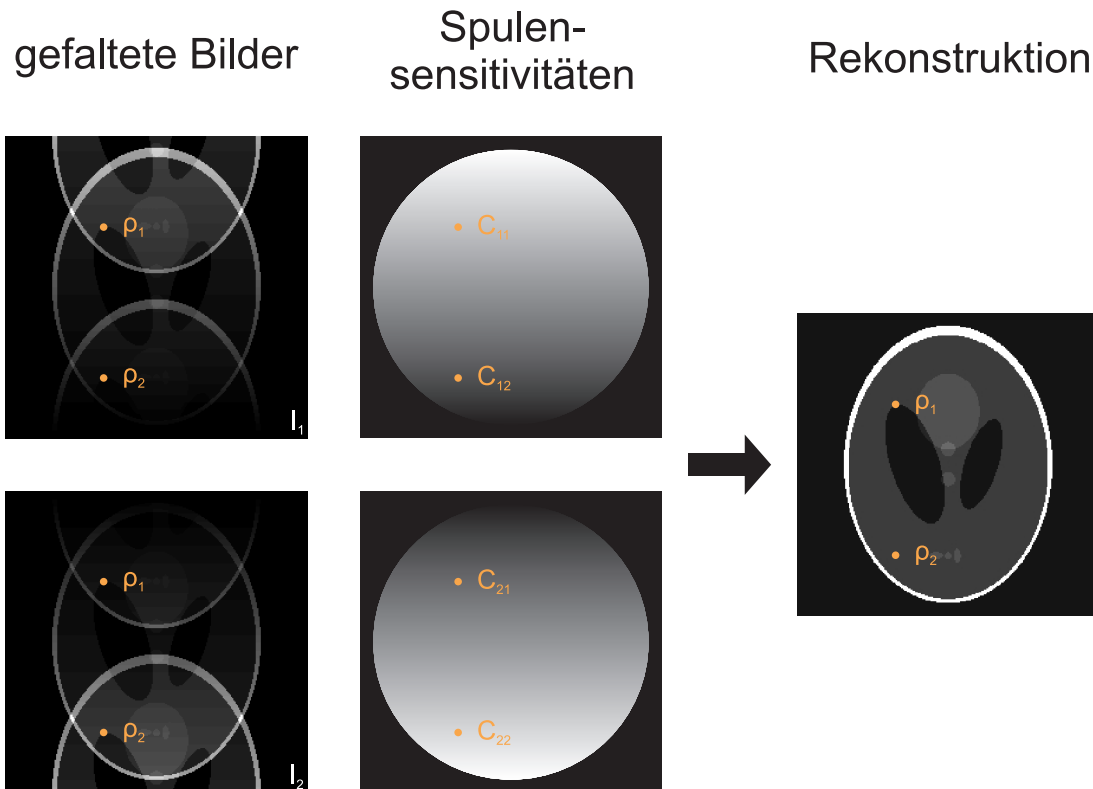 gefaltete Bilder
Spulen-
sensitivitäten
Rekonstruktion
ρ₁
ρ₂
I₁
C₁₁
C₁₂
ρ₁
ρ₂
ρ₁
ρ₂
I₂
C₂₁
C₂₂